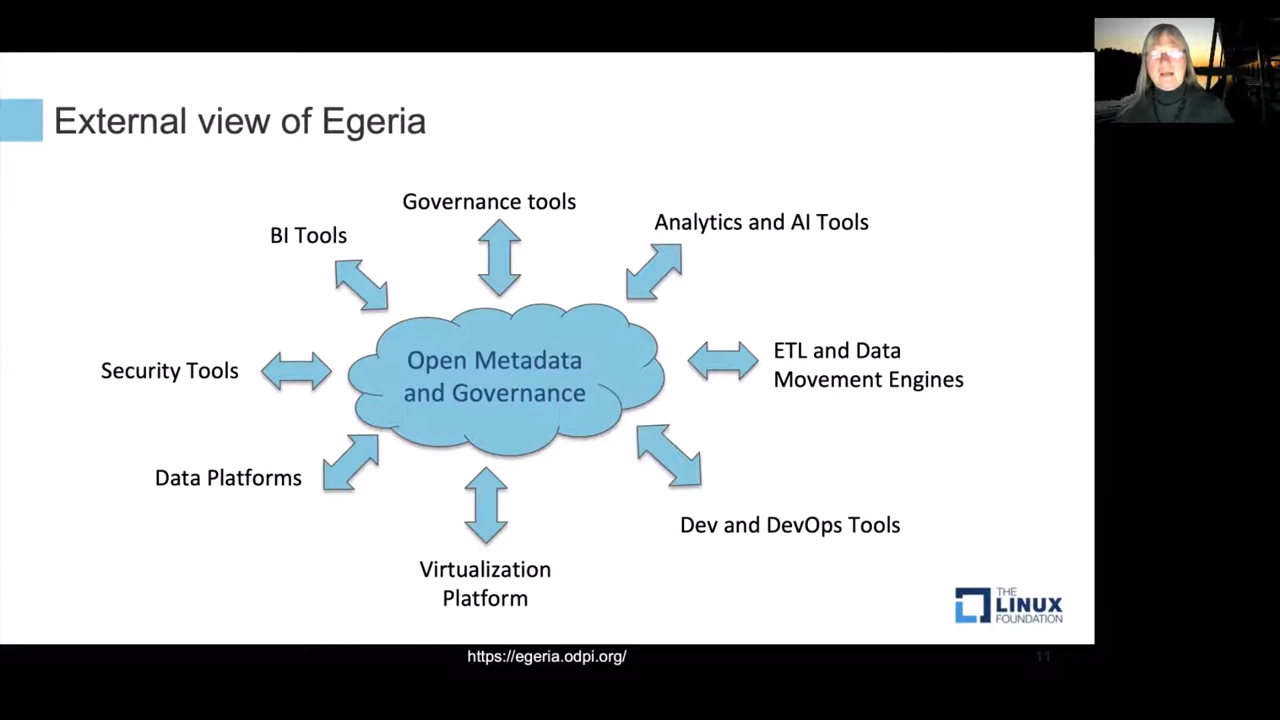 External view of Egeria
Governance tools
Analytics and AI Tools
BI Tools
Open Metadata
and Governance
ETL and Data
Movement Engines
Security Tools
Data Platforms
Dev and DevOps Tools
Virtualization
Platform
THE
LINUX
FOUNDATION
https://egeria.odpi.org/
11